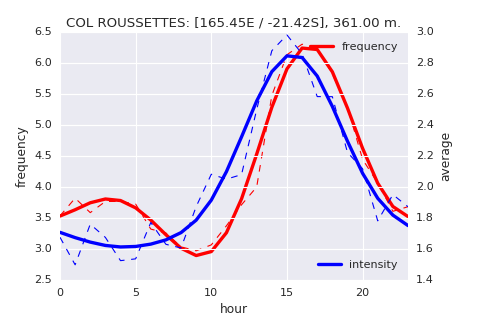 COL ROUSSETTES: [165.45E / -21.42S], 361.00 m.
6.5
6.0
5.5
5.0
4.5
4.0
3.5
3.0
2.5
frequency
3.0
2.8
2.6
2.4
2.2
2.0
1.8
1.6
1.4
average
frequency
intensity
0 5 10 15 20
hour